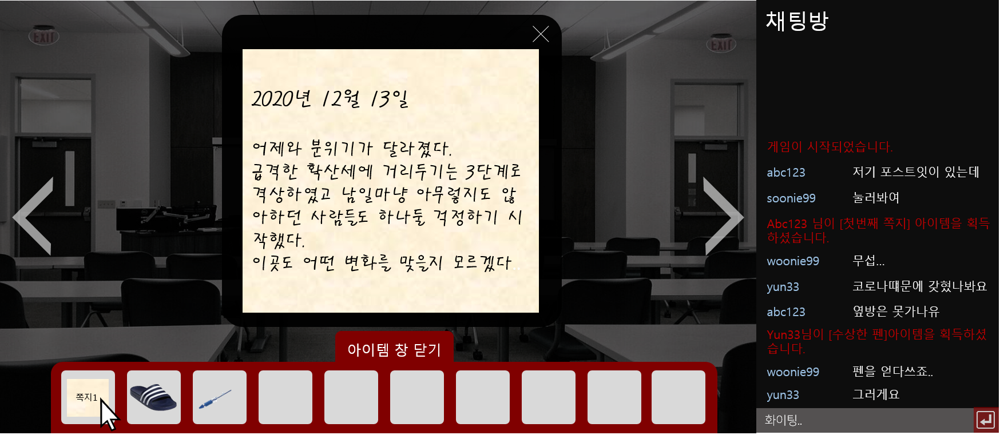 EXIT
EXIT
2020년 12월 13일
어제와 분위기가 달라졌다.
급격한 확산세에 거리두기는 3단계로
격상하였고 남일마냥 아무렇지도 않
아하던 사람들도 하나둘 걱정하기 시
작했다.
이곳도 어떤 변화를 맞을지 모르겠다..
아이템 창 닫기
쪽지1
채팅방
게임이 시작되었습니다.
abc123 저기 포스트잇이 있는데
soonie99 눌러봐여
Abc123 님이 [첫번째 쪽지] 아이템을 획득
하셨습니다.
woonie99 무섭...
yun33 코로나떄문에 갖혔나봐요
abc123 옆방은 못가나유
Yun33님이 [수상한 펜]아이템을 획득하셨
습니다.
woonie99 펜을 얻다쓰죠..
yun33 그러게요
화이팅..